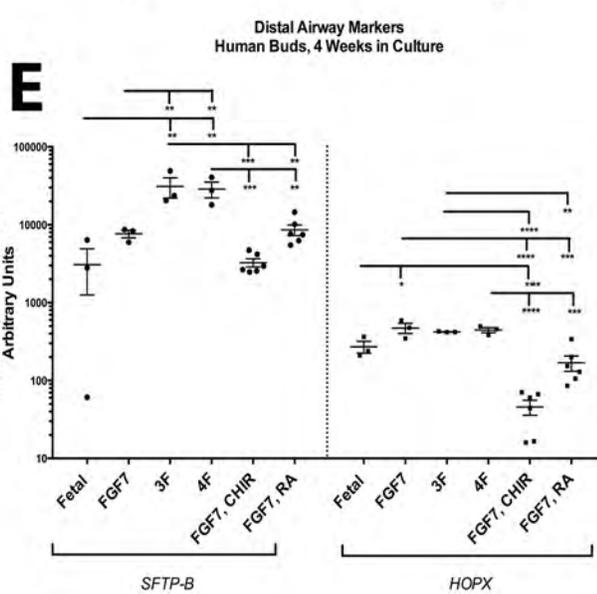 Distal Airway Markers
Human Buds, 4 Weeks in Culture
E
** **
** **
*** **
*** **
**
****
**** ***
* ****
**** ***
Arbitrary Units
100000
10000
1000
100
10
Fetal FGF7 3F 4F FGF7, CHIR FGF7, RA Fetal FGF7 3F 4F FGF7, CHIR FGF7, RA
SFTP-B HOPX